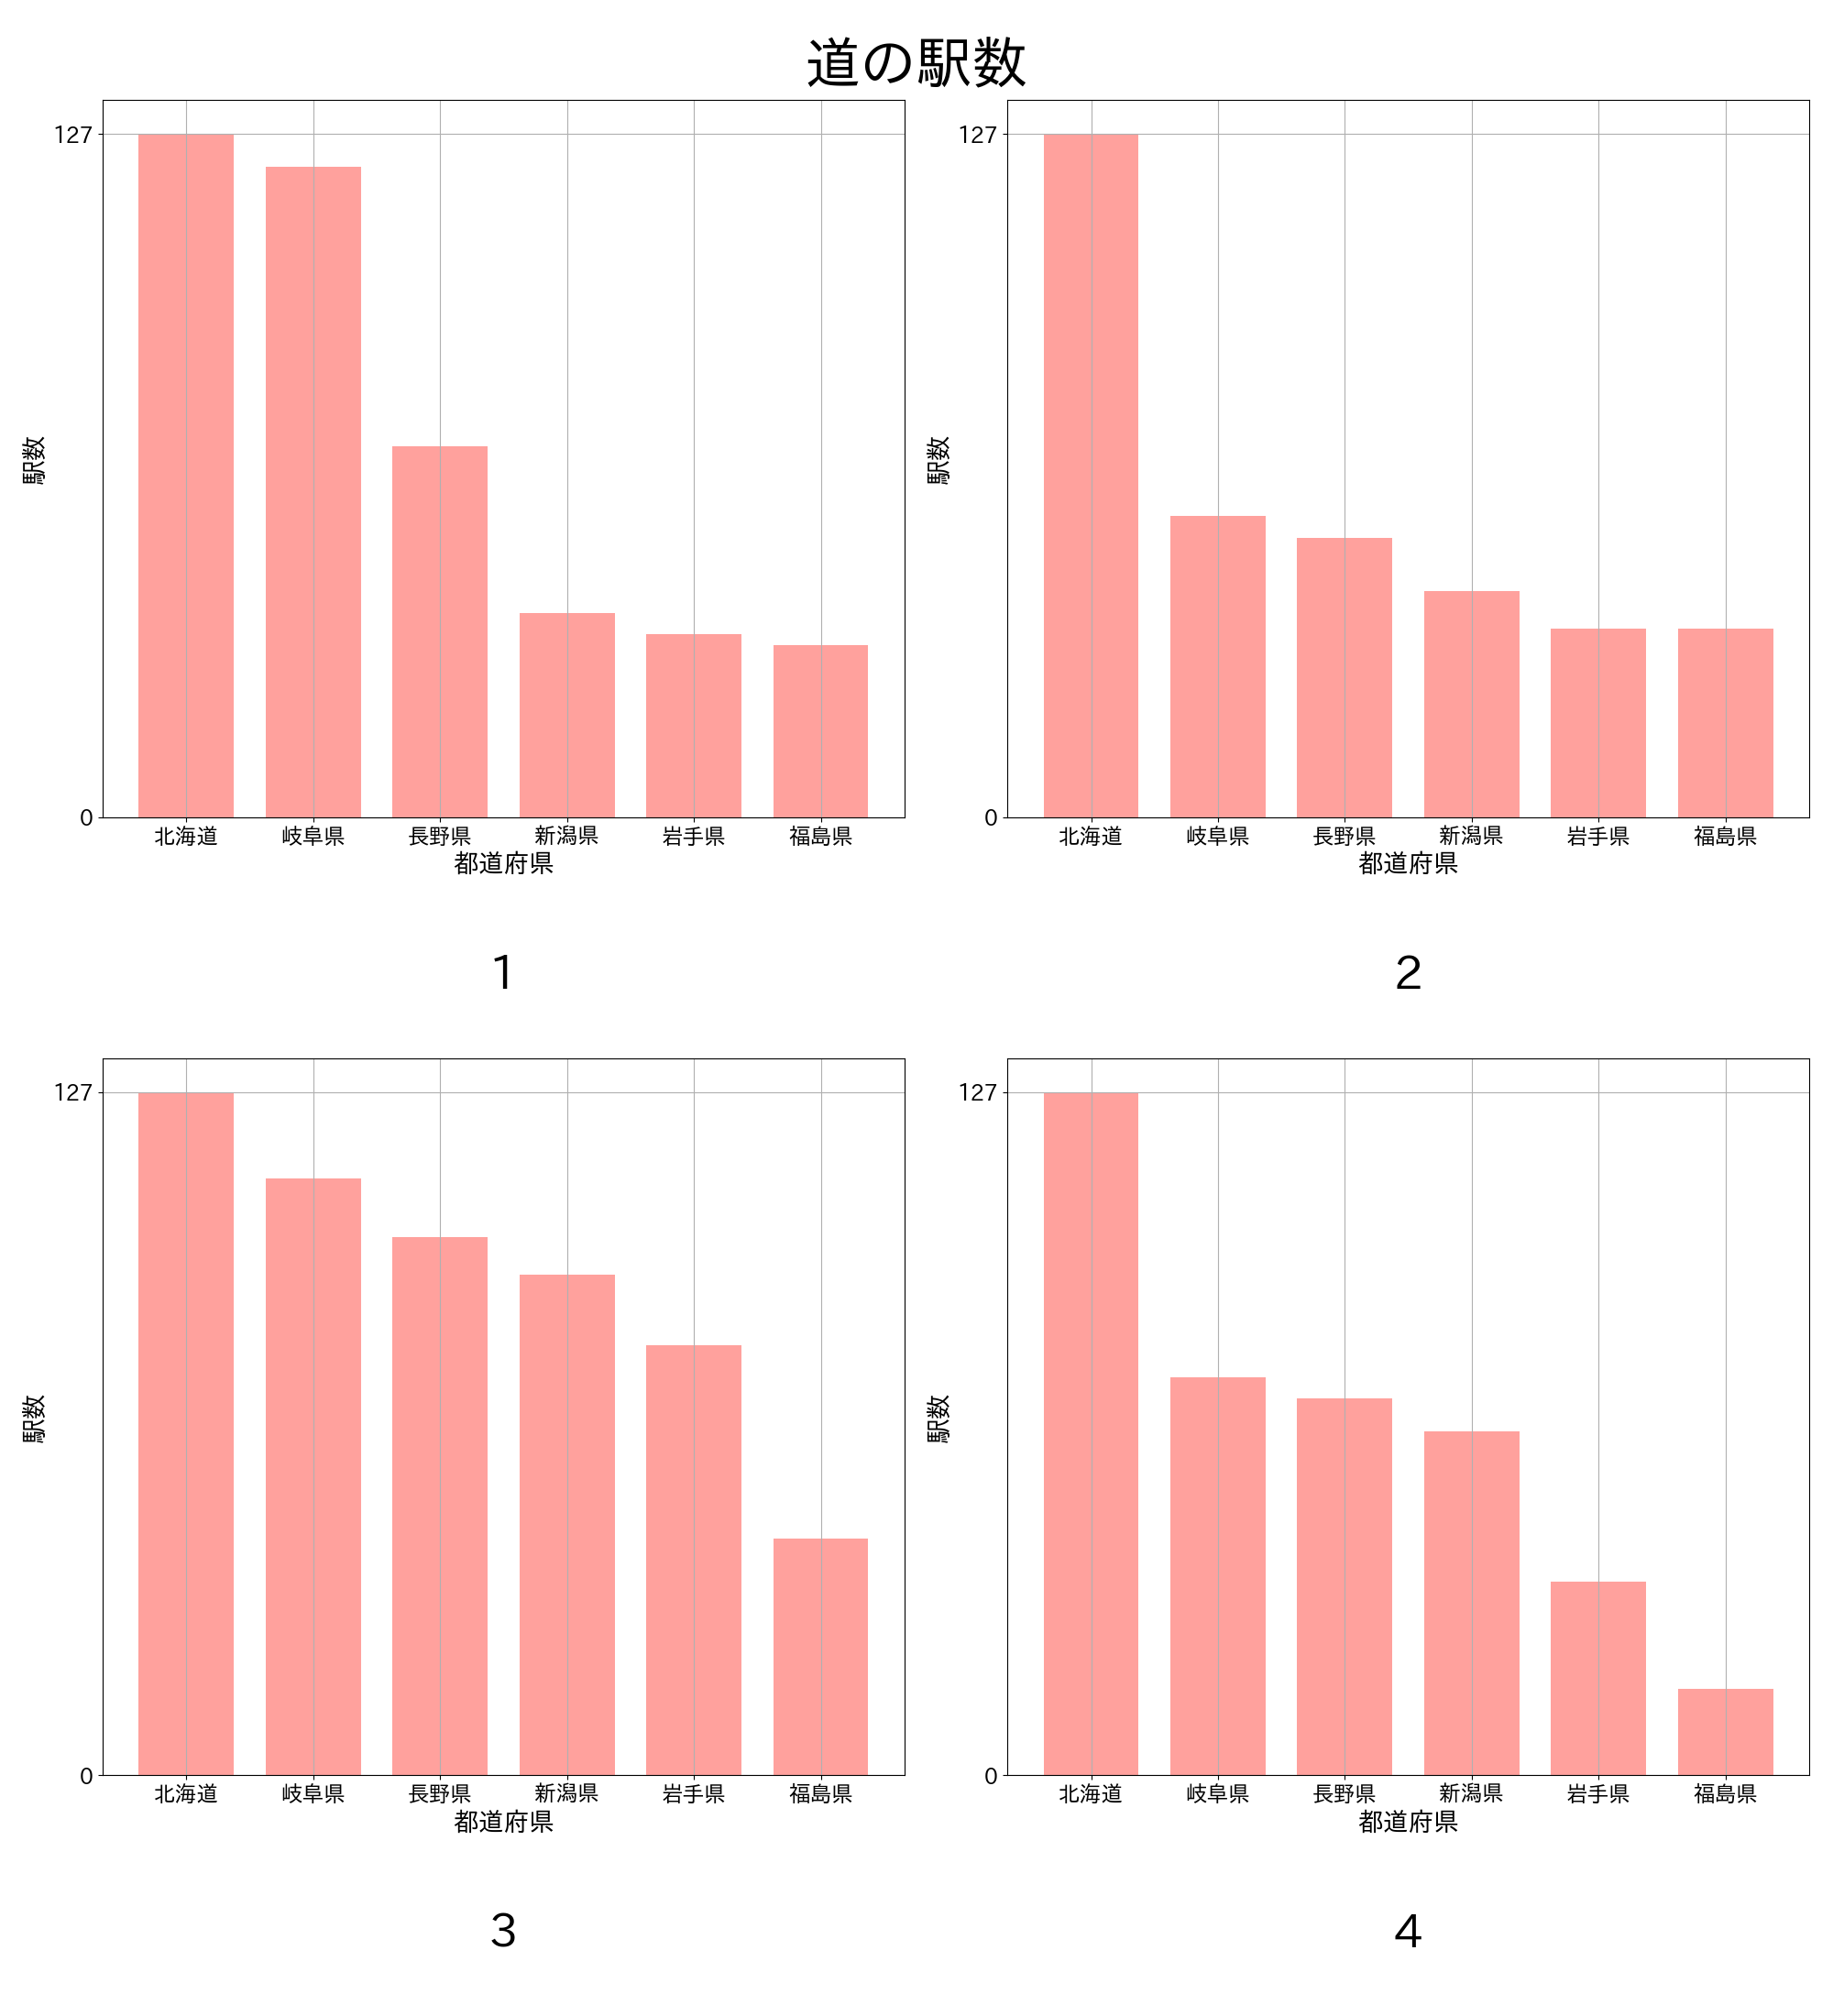 道の駅数
127
0
駅数
北海道 岐阜県 長野県 新潟県 岩手県 福島県
都道府県
1
127
0
駅数
北海道 岐阜県 長野県 新潟県 岩手県 福島県
都道府県
2
127
0
駅数
北海道 岐阜県 長野県 新潟県 岩手県 福島県
都道府県
3
127
0
駅数
北海道 岐阜県 長野県 新潟県 岩手県 福島県
都道府県
4